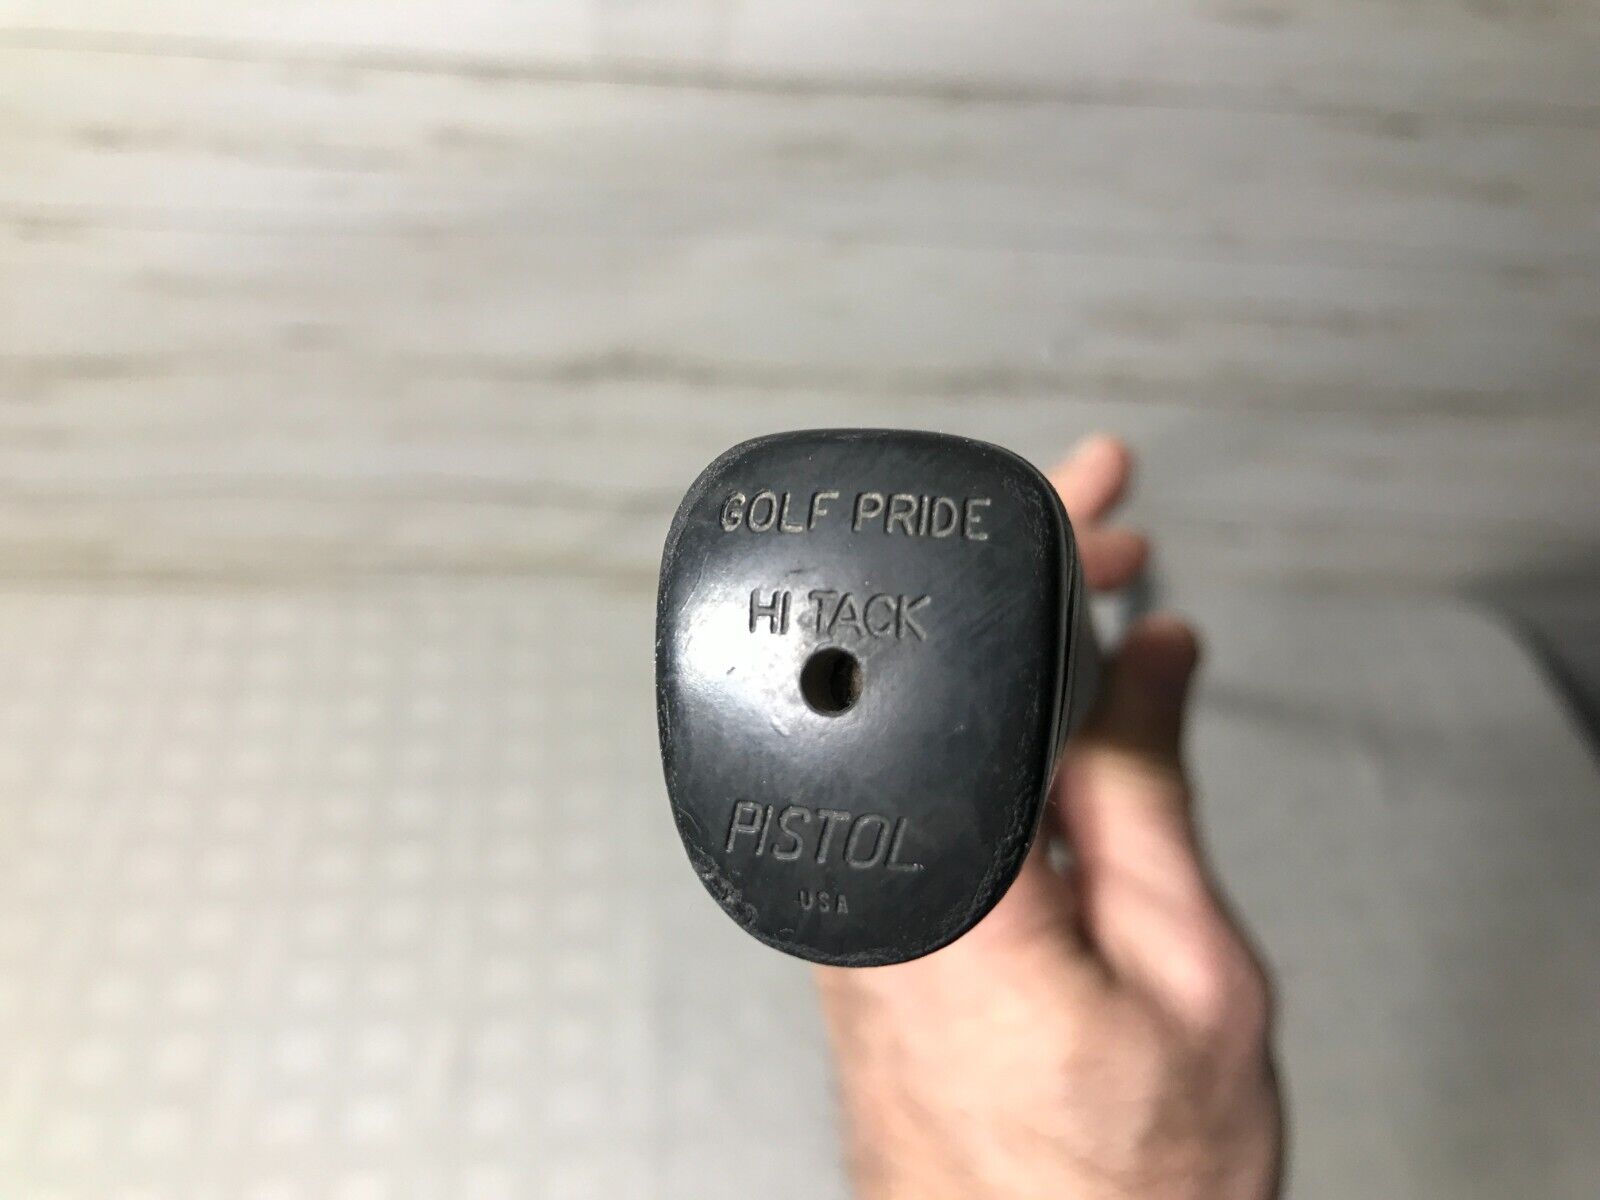 GOLF PRIDE
HI TACK
PISTOL
USA